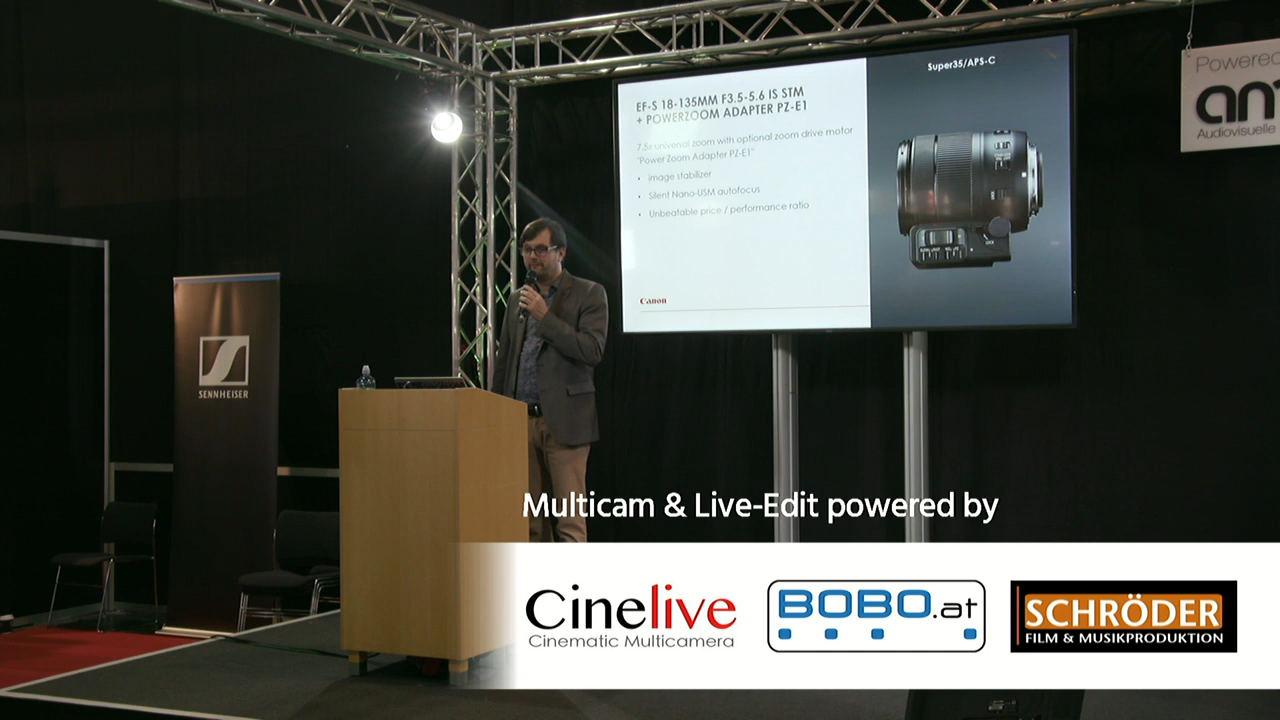 Super35/APS-C
EF-S 18-135MM F3.5-5.6 IS STM
+ POWERZOOM ADAPTER PZ-E1
7.5x universal zoom with optional zoom drive motor
"Power Zoom Adapter PZ-E1"
• image stabilizer
• Silent Nano-USM autofocus
• Unbeatable price / performance ratio
Canon
Powered
Audiovisuelle
SENNHEISER
Multicam & Live-Edit powered by
Cinelive
Cinematic Multicamera
BOBO.at
SCHRÖDER
FILM & MUSIKPRODUKTION